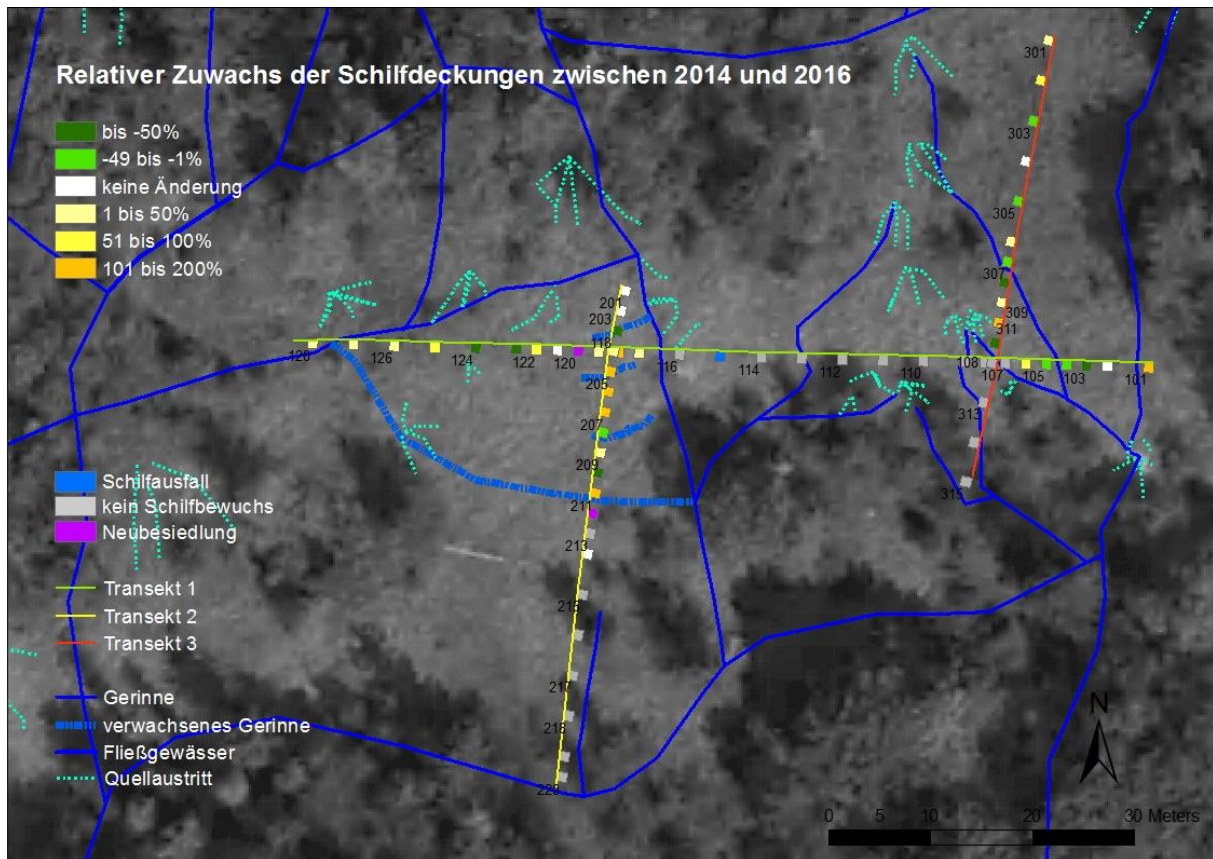 Relativer Zuwachs der Schilfdeckungen zwischen 2014 und 2016
bis -50%
-49 bis -1%
keine Änderung
1 bis 50%
51 bis 100%
101 bis 200%
Schilfausfall
kein Schilfbewuchs
Neubesiedlung
Transekt 1
Transekt 2
Transekt 3
Gerinne
verwachsenes Gerinne
Fließgewässer
Quellaustritt
301
303
305
307
309
311
313
315
201
203
205
207
209
211
213
217
220
128
126
124
122
120
118
116
114
112
110
108
107
105
103
101
N
0 5 10 20 30 Meters